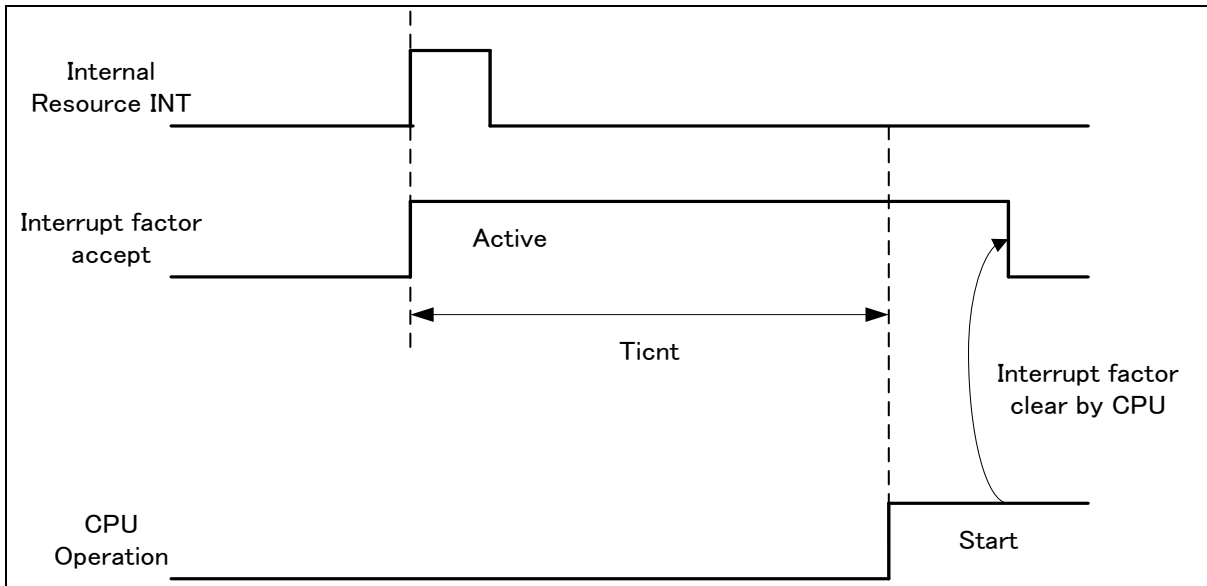 Internal
Resource INT
Interrupt factor
accept
Active
Ticnt
Interrupt factor
clear by CPU
CPU
Operation
Start